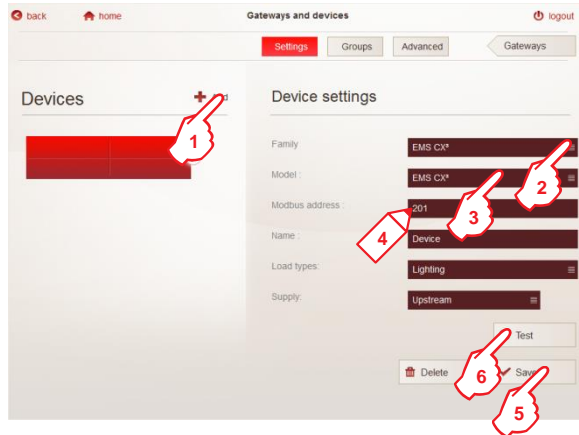 back home Gateways and devices logout
Settings Groups Advanced Gateways
Devices
Device settings
1
Family EMS CX³
2
Model : EMS CX³
3
Modbus address : 201
4
Name : Device
Load types: Lighting
Supply: Upstream
Test
6
Delete Save
5